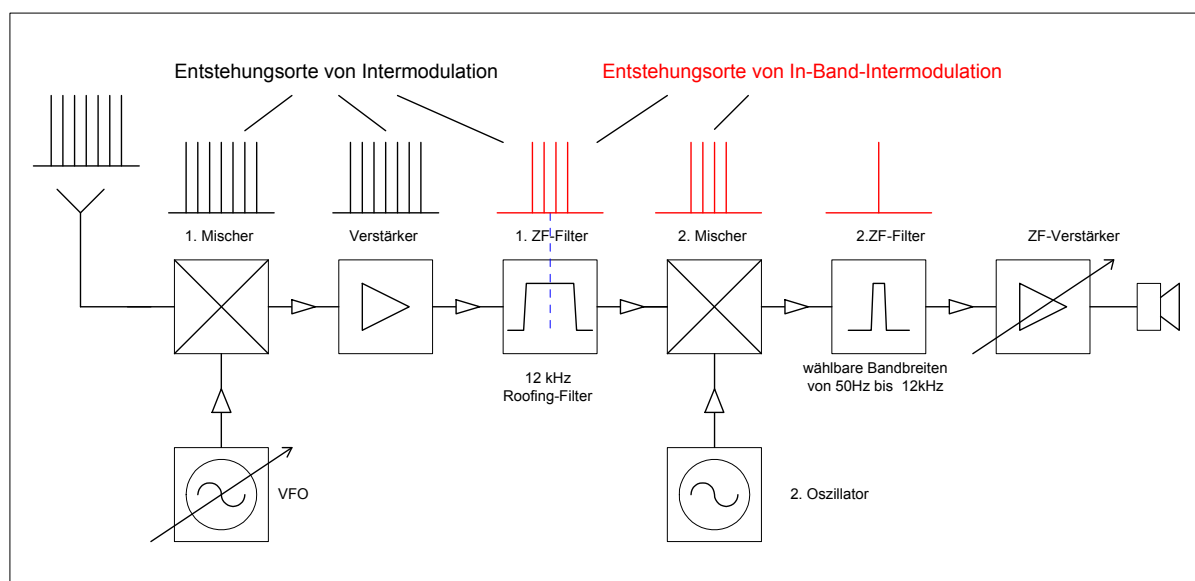 Entstehungsorte von Intermodulation
Entstehungsorte von In-Band-Intermodulation
1. Mischer
Verstärker
1. ZF-Filter
2. Mischer
2.ZF-Filter
ZF-Verstärker
12 kHz
Roofing-Filter
wählbare Bandbreiten
von 50Hz bis 12kHz
VFO
2. Oszillator